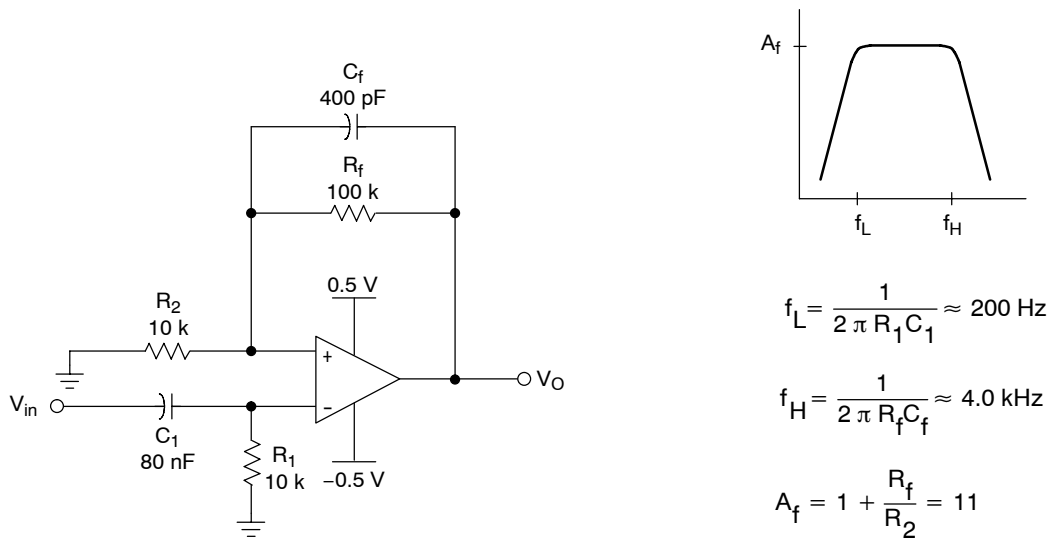 C_f
400 pF
R_f
100 k
0.5 V
R_2
10 k
+
V_in
−
C_1
80 nF
R_1
10 k
−0.5 V
V_O
A_f
f_L
f_H
f_L = 1 / (2 π R_1C_1) ≈ 200 Hz
f_H = 1 / (2 π R_fC_f) ≈ 4.0 kHz
A_f = 1 + R_f / R_2 = 11